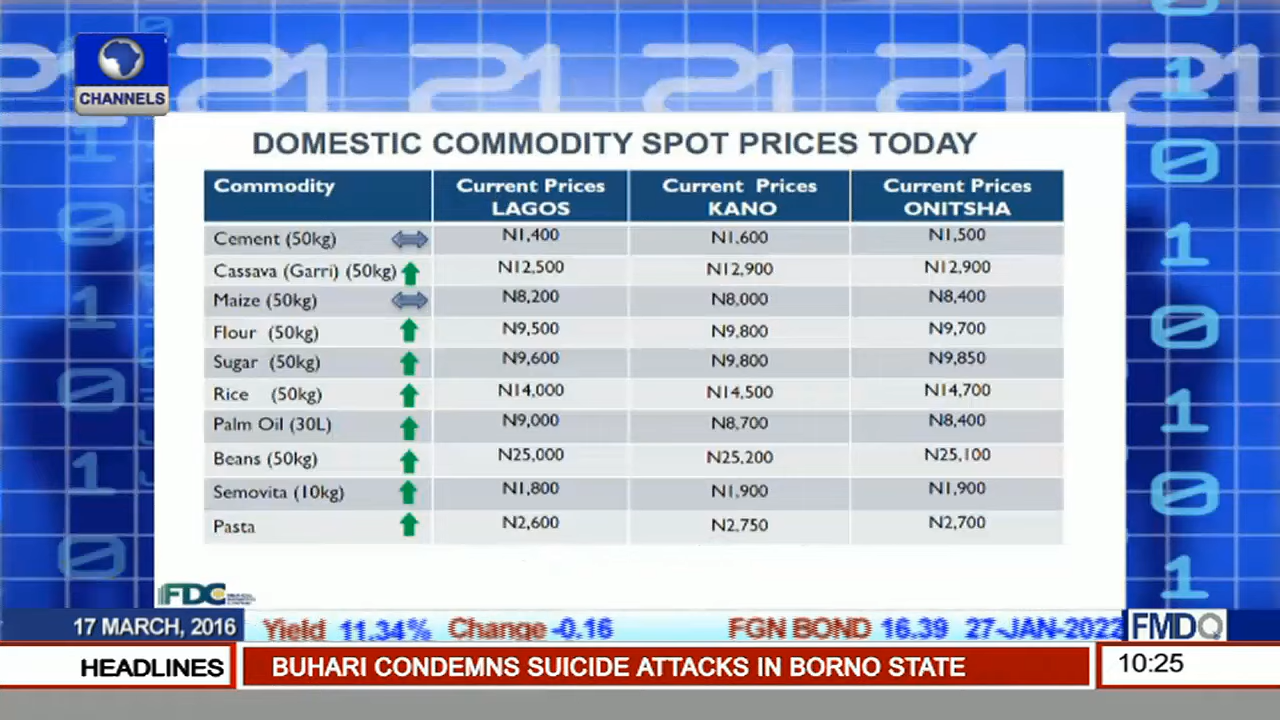 CHANNELS
DOMESTIC COMMODITY SPOT PRICES TODAY
Commodity Current Prices LAGOS Current Prices KANO Current Prices ONITSHA
Cement (50kg) N1,400 N1,600 N1,500
Cassava (Garri) (50kg) N12,500 N12,900 N12,900
Maize (50kg) N8,200 N8,000 N8,400
Flour (50kg) N9,500 N9,800 N9,700
Sugar (50kg) N9,600 N9,800 N9,850
Rice (50kg) N14,000 N14,500 N14,700
Palm Oil (30L) N9,000 N8,700 N8,400
Beans (50kg) N25,000 N25,200 N25,100
Semovita (10kg) N1,800 N1,900 N1,900
Pasta N2,600 N2.750 N2,700
FDC
17 MARCH, 2016 Yield 11.34% Change -0.16 FGN BOND 16.39 27-JAN-2022 FMDQ
HEADLINES BUHARI CONDEMNS SUICIDE ATTACKS IN BORNO STATE 10:25